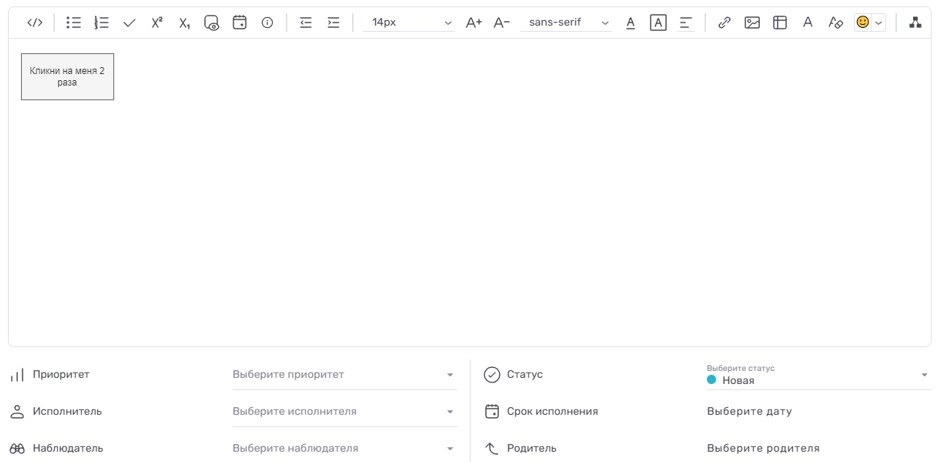 14px A+ A− sans-serif A A A A
Кликни на меня 2
раза
Приоритет Выберите приоритет
Выберите статус
Статус Новая
Исполнитель Выберите исполнителя
Срок исполнения Выберите дату
Наблюдатель Выберите наблюдателя
Родитель Выберите родителя